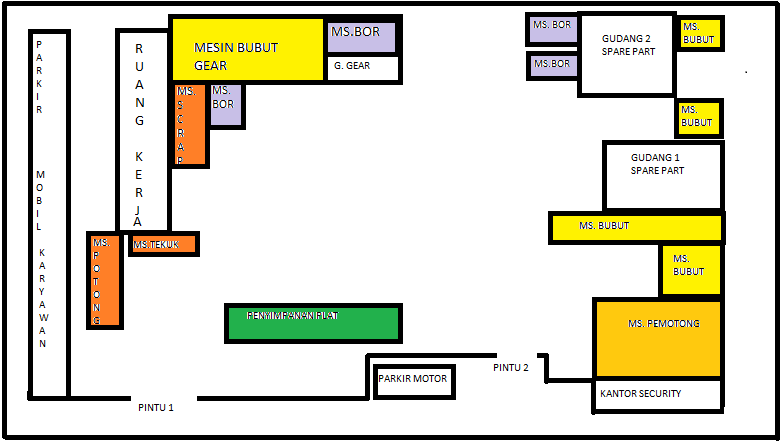 PARKIR MOBIL KARYAWAN
RUANG KERJA
MESIN BUBUT
GEAR
MS.BOR
G. GEAR
MS.
SCRAP
MS.
BOR
MS
POTONG
MS.TEKUK
PENYIMPANAN PLAT
PINTU 1
PARKIR MOTOR
PINTU 2
MS. BOR
MS.BOR
GUDANG 2
SPARE PART
MS.
BUBUT
MS.
BUBUT
GUDANG 1
SPARE PART
MS. BUBUT
MS.
BUBUT
MS. PEMOTONG
KANTOR SECURITY